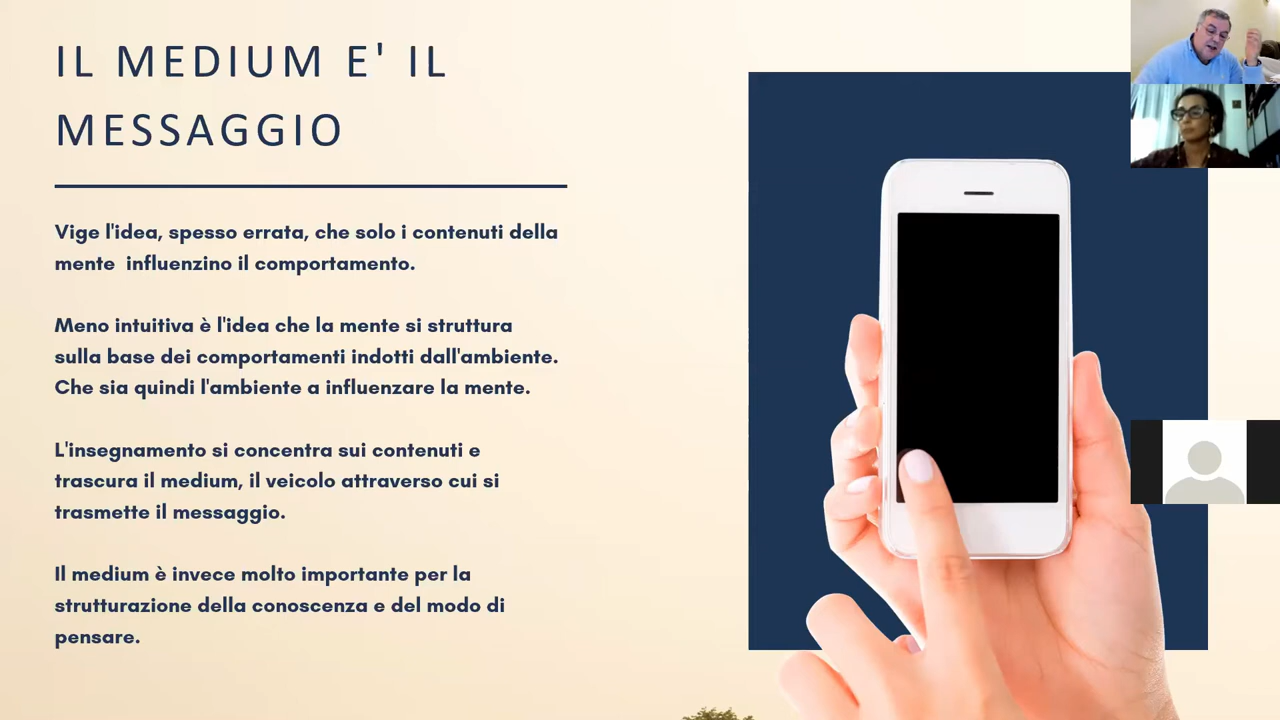 IL MEDIUM E' IL
MESSAGGIO
Vige l'idea, spesso errata, che solo i contenuti della
mente  influenzino il comportamento.
Meno intuitiva è l'idea che la mente si struttura
sulla base dei comportamenti indotti dall'ambiente.
Che sia quindi l'ambiente a influenzare la mente.
L'insegnamento si concentra sui contenuti e
trascura il medium, il veicolo attraverso cui si
trasmette il messaggio.
Il medium è invece molto importante per la
strutturazione della conoscenza e del modo di
pensare.